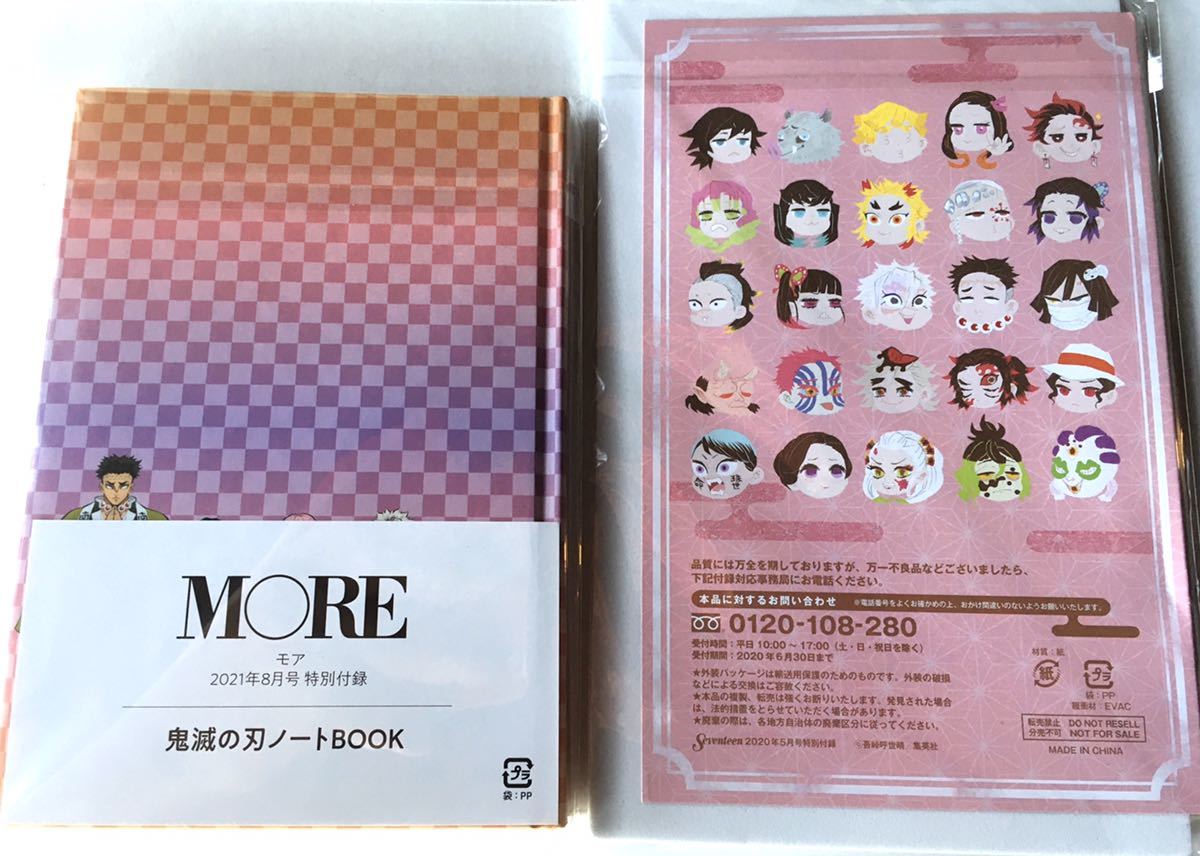 MORE
モア
2021年8月号 特別付録
鬼滅の刃ノートBOOK
プラ
袋:PP
命
品質には万全を期しておりますが、万一不良品などございましたら、
下記付録対応事務局にお電話ください。
本品に対するお問い合わせ ※電話番号をよくお確かめの上、おかけ間違いのないようお願いいたします。
0120-108-280
受付時間:平日 10:00 ~ 17:00 (土・日・祝日を除く)
受付期間:2020年6月30日まで
★外装パッケージは輸送用保護のためのものです。外装の破損
などによる交換はご容赦ください。
★本品の複製、転売は強くお断りいたします。発見された場合
は、法的措置をとらせていただく場合があります。
★廃棄の際は、各地方自治体の廃棄区分に従ってください。
Seventeen 2020年5月号特別付録 ©吾峠呼世晴/集英社
材質:紙
紙
プラ
袋:PP
緩衝材:EVAC
転売禁止 DO NOT RESELL
分売不可 NOT FOR SALE
MADE IN CHINA